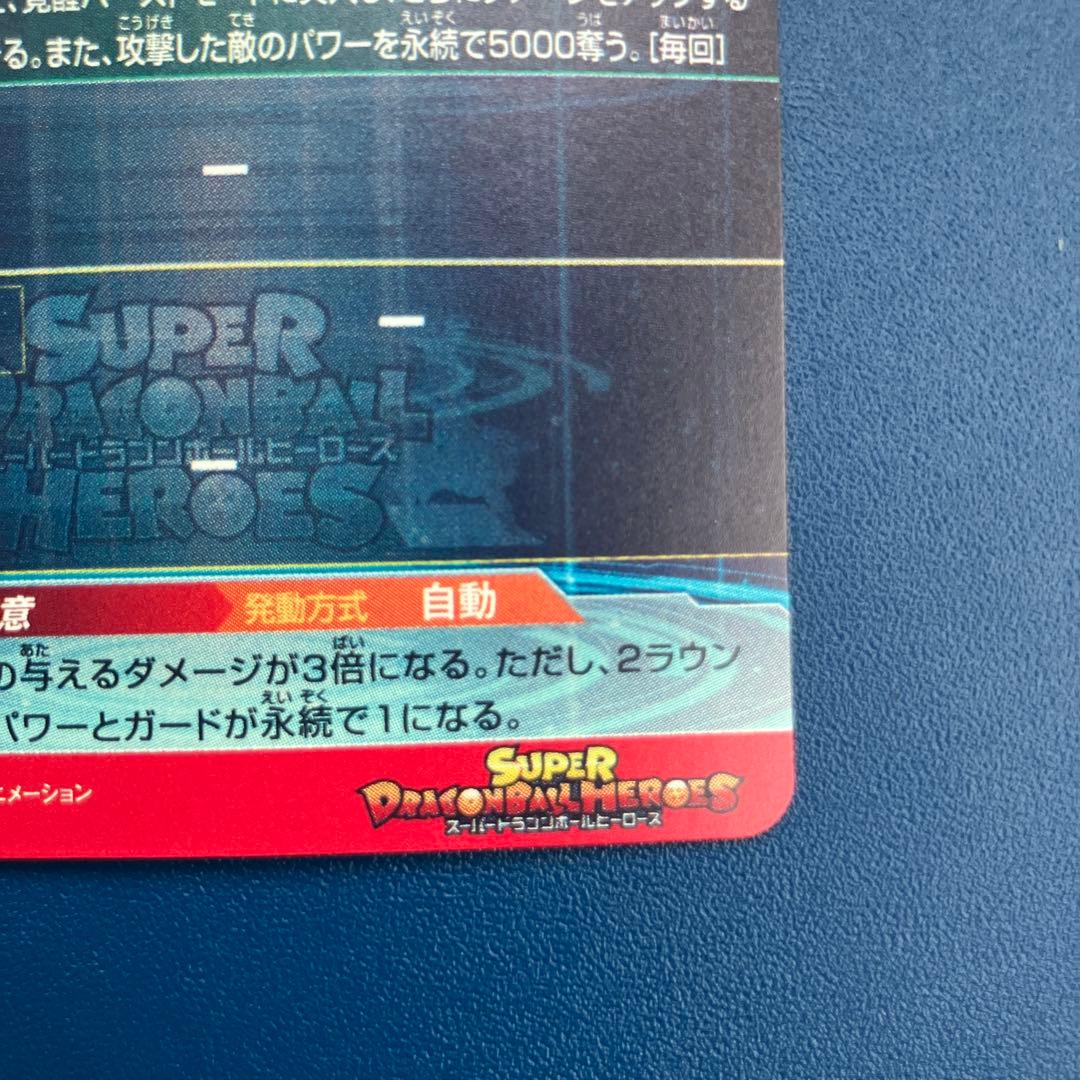 る。また、攻撃した敵のパワーを永続で5000奪う。[毎回]
SUPER
DRAGONBALL
スーパードラゴンボールヒーローズ
HEROES
意 発動方式 自動
の与えるダメージが3倍になる。ただし、2ラウン
パワーとガードが永続で1になる。
ニメーション
SUPER
DRAGONBALL HEROES
スーパードラゴンボールヒーローズ